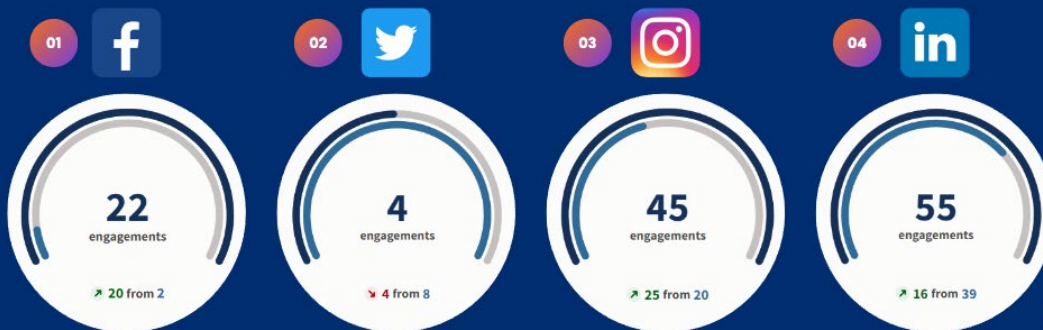 01
02
03
04
in
22
engagements
20 from 2
4
engagements
4 from 8
45
engagements
25 from 20
55
engagements
16 from 39